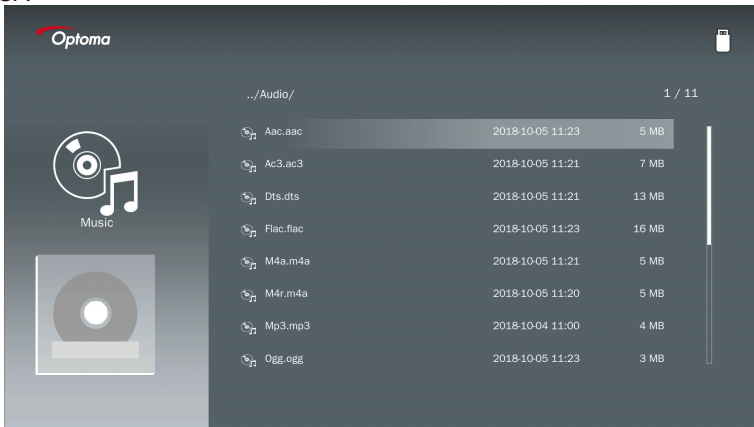 Optoma
../Audio/ 1 / 11
Aac.aac 2018-10-05 11:23 5 MB
Ac3.ac3 2018-10-05 11:21 7 MB
Dts.dts 2018-10-05 11:21 13 MB
Flac.flac 2018-10-05 11:23 16 MB
M4a.m4a 2018-10-05 11:21 5 MB
M4r.m4a 2018-10-05 11:20 5 MB
Mp3.mp3 2018-10-04 11:00 4 MB
Ogg.ogg 2018-10-05 11:23 3 MB
Music